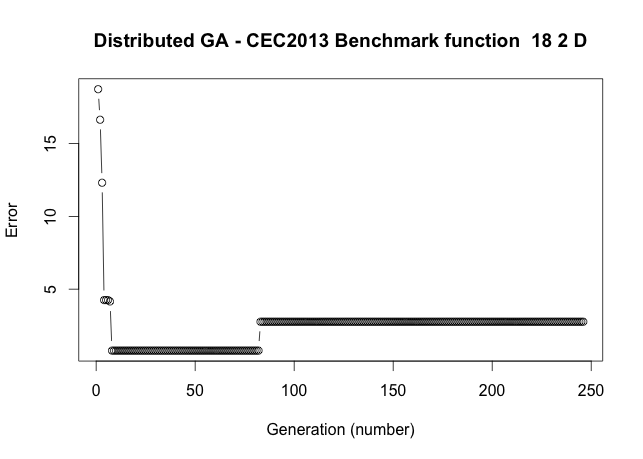 Distributed GA - CEC2013 Benchmark function  18 2 D
Error
15
10
5
0 50 100 150 200 250
Generation (number)